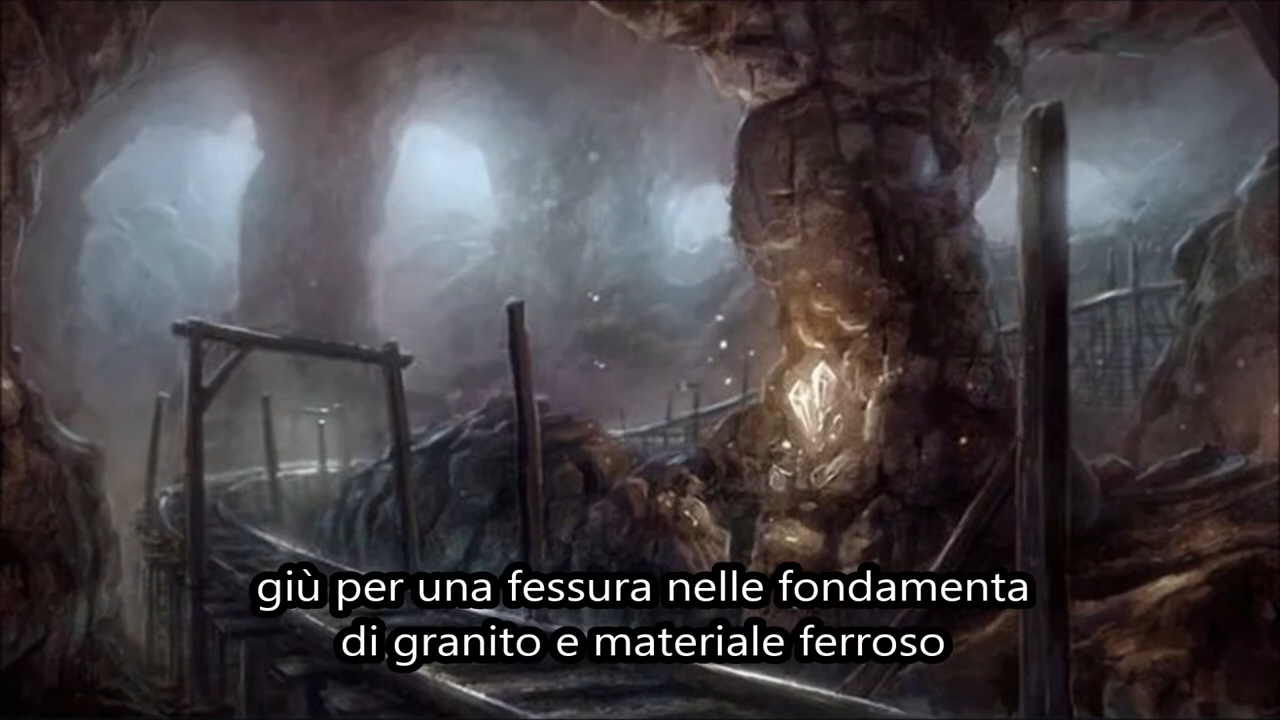 giù per una fessura nelle fondamenta
di granito e materiale ferroso